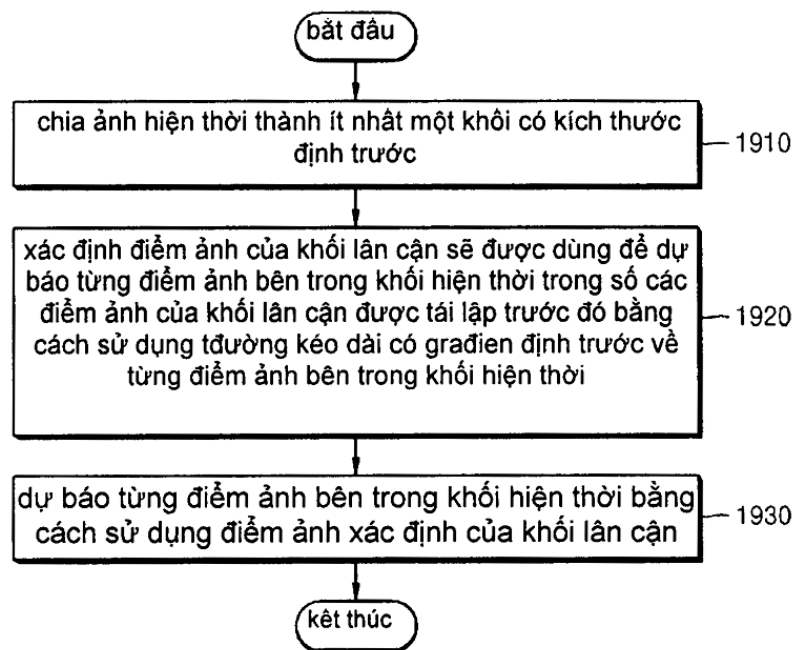 bắt đâu
chia ảnh hiện thời thành ít nhất một khôi có kích thước
định trước
1910
xác định điểm ảnh của khối lân cận sẽ được dùng để dự
báo từng điểm ảnh bên trong khối hiện thời trong số các
điểm ảnh của khối lân cận được tái lập trước đó bằng
cách sử dụng tđường kéo dài có građien định trước về
từng điểm ảnh bên trong khối hiện thời
1920
dự báo từng điểm ảnh bên trong khối hiện thời bằng
cách sử dụng điểm ảnh xác định của khối lân cận
1930
kêt thúc